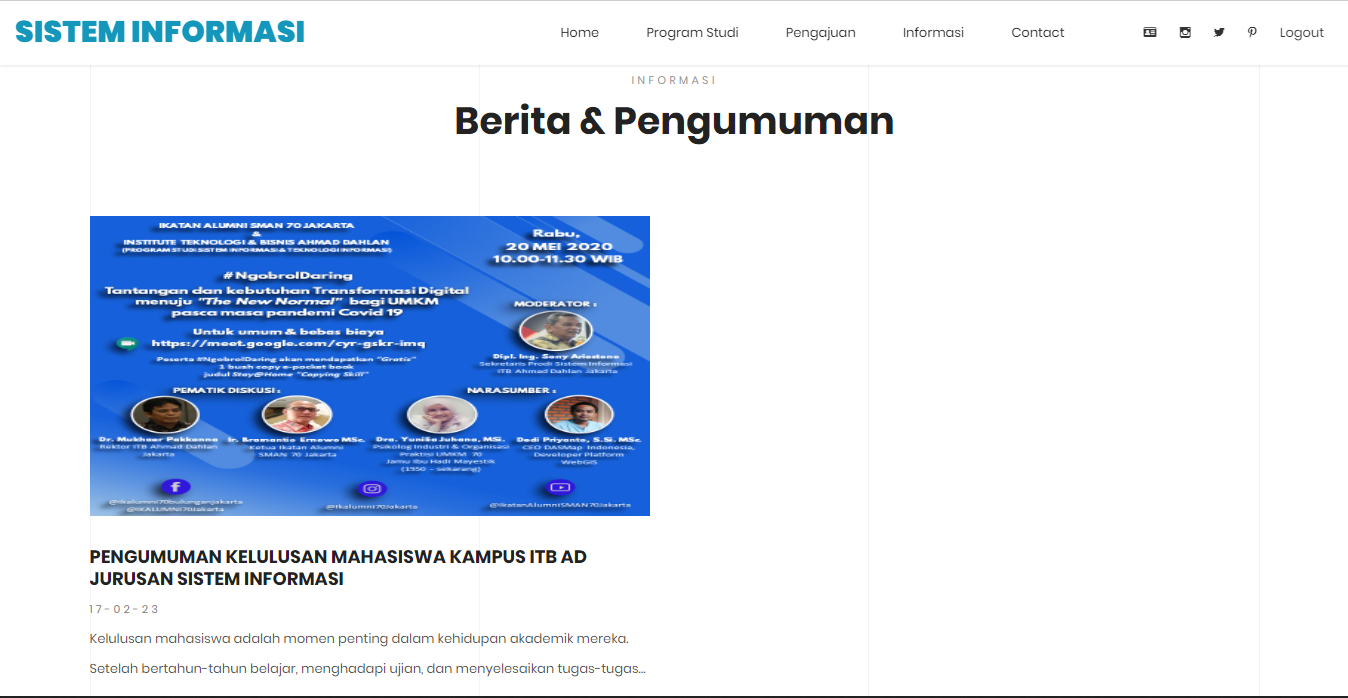 SISTEM INFORMASI
Home
Program Studi
Pengajuan
Informasi
Contact
Logout
INFORMASI
Berita & Pengumuman
IKATAN ALUMNI SMAN 70 JAKARTA
&
INSTITUTE TEKNOLOGI & BISNIS AHMAD DAHLAN
(PROGRAM STUDI SISTEM INFORMASI & TEKNOLOGI INFORMASI)
Rabu,
20 MEI 2020
10.00-11.30 WIB
#NgobrolDaring
Tantangan dan kebutuhan Transformasi Digital
menuju "The New Normal" bagi UMKM
pasca masa pandemi Covid 19
Untuk umum & bebas biaya
https://meet.google.com/cyr-gskr-imq
Peserta #NgobrolDaring akan mendapatkan "Gratis"
1 buah copy e-pocket book
judul Stay@Home "Copying Skill"
MODERATOR :
Dipl. Ing. Sony Ariestono
Sekretaris Prodi Sistem Informasi
ITB Ahmad Dahlan Jakarta
PEMATIK DISKUSI :
Dr. Mukhaer Pakkanna
Rektor ITB Ahmad Dahlan
Jakarta
Ir. Bramantio Ernowo MSc.
Ketua Ikatan Alumni
SMAN 70 Jakarta
NARASUMBER :
Dra. Yunilia Juhana, MSi.
Psikolog Industri & Organisasi
Praktisi UMKM 70
Jamu Ibu Hadi Mayestik
(1950 - sekarang)
Dedi Priyanto, S.Si. MSc.
CEO DASMap Indonesia,
Developer Platform
WebGIS
@ikalumni70bulunganjakarta
@IKALUMNI70Jakarta
@ikalumni70jakarta
@IkatanAlumniSMAN70Jakarta
PENGUMUMAN KELULUSAN MAHASISWA KAMPUS ITB AD
JURUSAN SISTEM INFORMASI
17-02-23
Kelulusan mahasiswa adalah momen penting dalam kehidupan akademik mereka.
Setelah bertahun-tahun belajar, menghadapi ujian, dan menyelesaikan tugas-tugas...